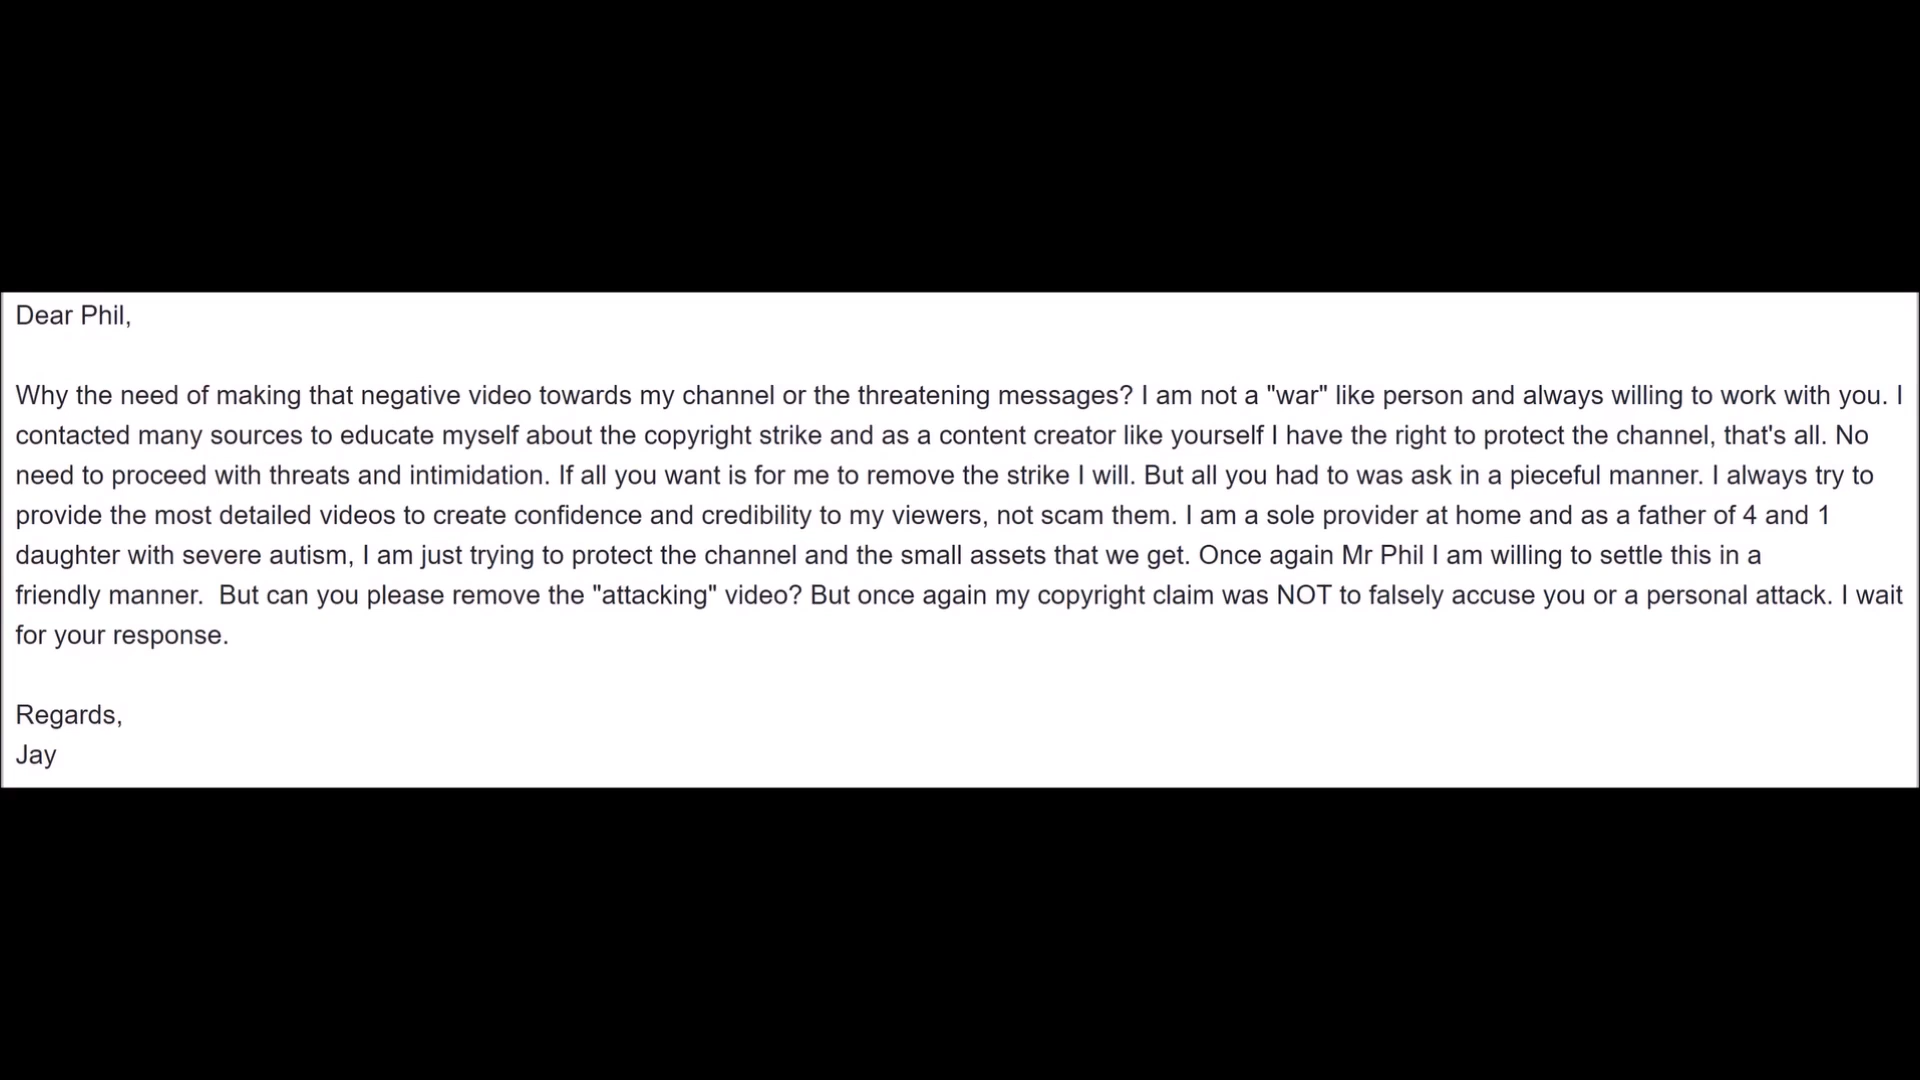 Dear Phil,
Why the need of making that negative video towards my channel or the threatening messages? I am not a "war" like person and always willing to work with you. I
contacted many sources to educate myself about the copyright strike and as a content creator like yourself I have the right to protect the channel, that's all. No
need to proceed with threats and intimidation. If all you want is for me to remove the strike I will. But all you had to was ask in a pieceful manner. I always try to
provide the most detailed videos to create confidence and credibility to my viewers, not scam them. I am a sole provider at home and as a father of 4 and 1
daughter with severe autism, I am just trying to protect the channel and the small assets that we get. Once again Mr Phil I am willing to settle this in a
friendly manner.  But can you please remove the "attacking" video? But once again my copyright claim was NOT to falsely accuse you or a personal attack. I wait
for your response.
Regards,
Jay